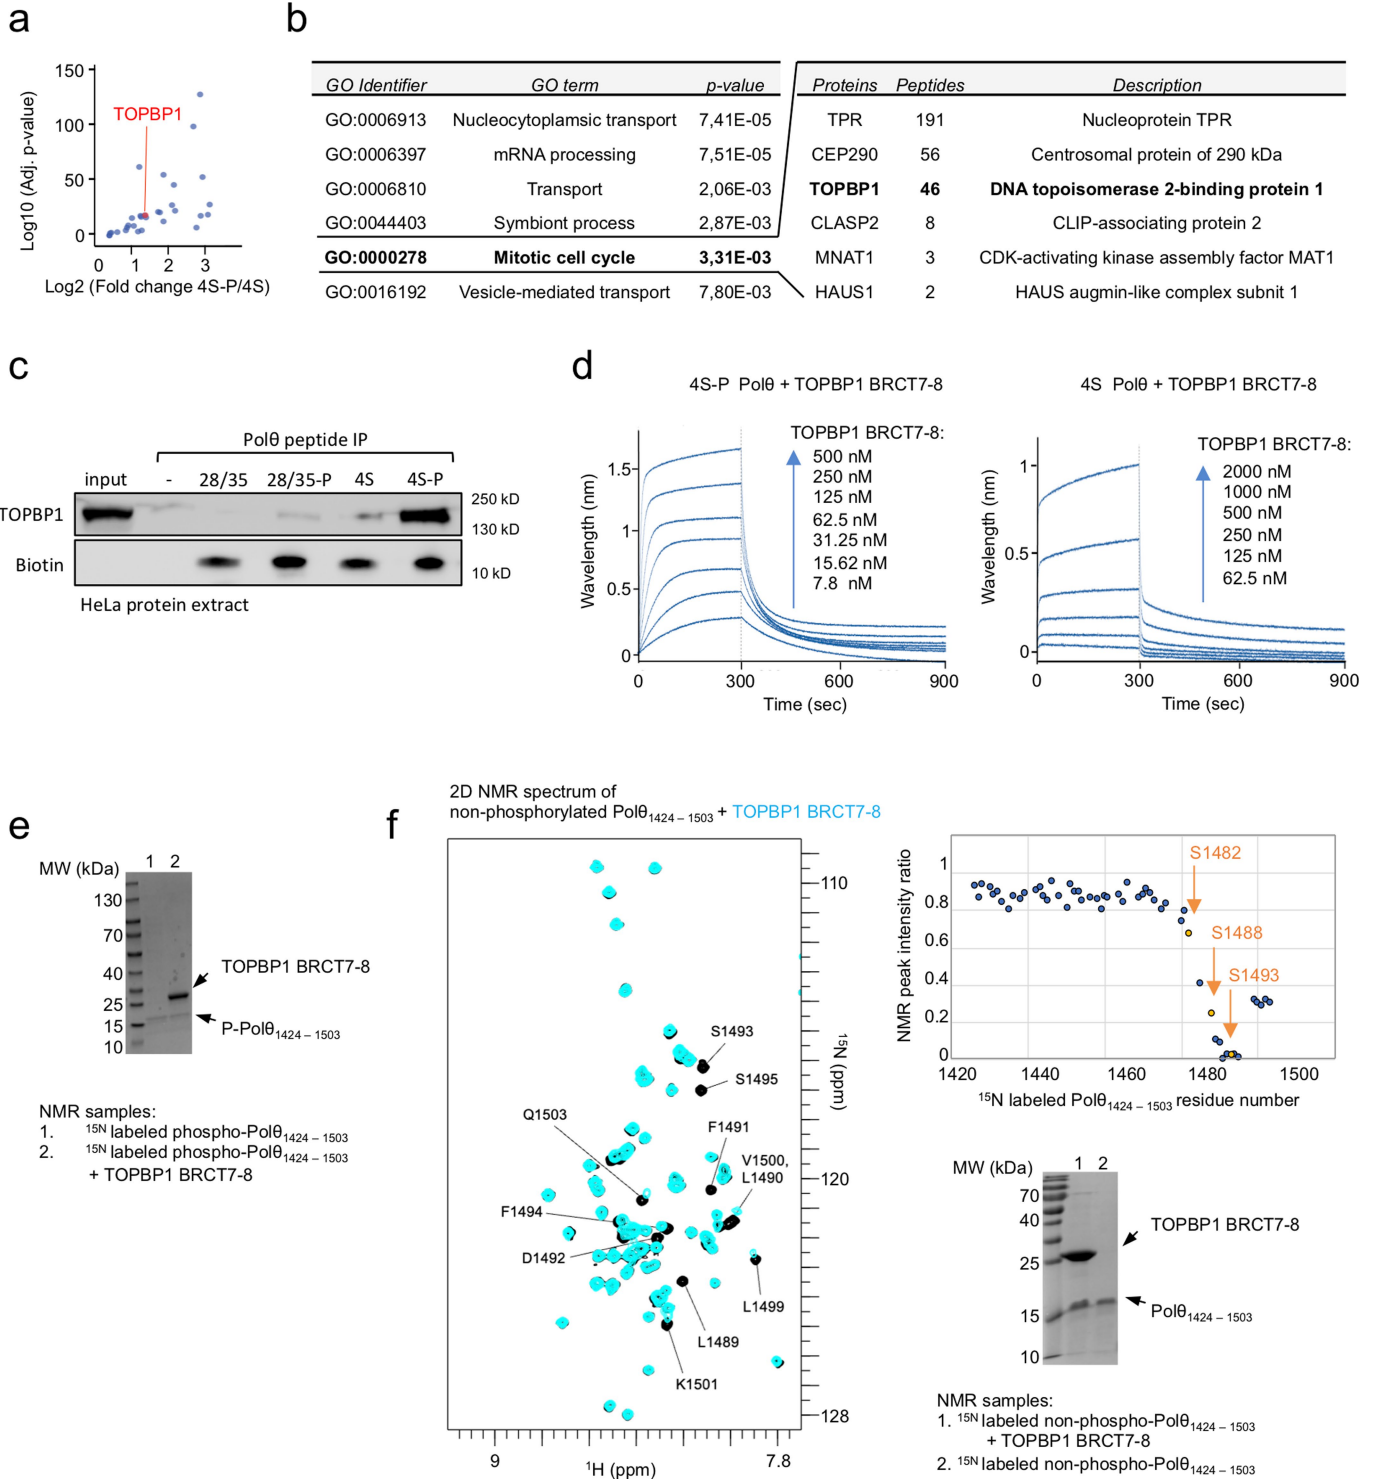 a
150
100
50
0
Log10 (Adj. p-value)
TOPBP1
0 1 2 3
Log2 (Fold change 4S-P/4S)
b
GO Identifier GO term p-value
GO:0006913 Nucleocytoplamsic transport 7,41E-05
GO:0006397 mRNA processing 7,51E-05
GO:0006810 Transport 2,06E-03
GO:0044403 Symbiont process 2,87E-03
GO:0000278 Mitotic cell cycle 3,31E-03
GO:0016192 Vesicle-mediated transport 7,80E-03
Proteins Peptides Description
TPR 191 Nucleoprotein TPR
CEP290 56 Centrosomal protein of 290 kDa
TOPBP1 46 DNA topoisomerase 2-binding protein 1
CLASP2 8 CLIP-associating protein 2
MNAT1 3 CDK-activating kinase assembly factor MAT1
HAUS1 2 HAUS augmin-like complex subnit 1
c
Polθ peptide IP
input - 28/35 28/35-P 4S 4S-P
TOPBP1
250 kD
130 kD
Biotin
10 kD
HeLa protein extract
d
4S-P Polθ + TOPBP1 BRCT7-8
TOPBP1 BRCT7-8:
500 nM
250 nM
125 nM
62.5 nM
31.25 nM
15.62 nM
7.8 nM
Wavelength (nm)
1.5
1
0.5
0
0 300 600 900
Time (sec)
4S Polθ + TOPBP1 BRCT7-8
TOPBP1 BRCT7-8:
2000 nM
1000 nM
500 nM
250 nM
125 nM
62.5 nM
Wavelength (nm)
1
0.5
0
0 300 600 900
Time (sec)
e
MW (kDa) 1 2
130
70
40
25
15
10
TOPBP1 BRCT7-8
P-Polθ1424 – 1503
NMR samples:
1. 15N labeled phospho-Polθ1424 – 1503
2. 15N labeled phospho-Polθ1424 – 1503
+ TOPBP1 BRCT7-8
f
2D NMR spectrum of
non-phosphorylated Polθ1424 – 1503 + TOPBP1 BRCT7-8
110
120
128
15N (ppm)
S1493
S1495
Q1503
F1491
V1500,
L1490
F1494
D1492
L1499
L1489
K1501
9 7.8
1H (ppm)
NMR peak intensity ratio
1
0.8
0.6
0.4
0.2
0
S1482
S1488
S1493
1420 1440 1460 1480 1500
15N labeled Polθ1424 – 1503 residue number
MW (kDa) 1 2
70
40
25
15
10
TOPBP1 BRCT7-8
Polθ1424 – 1503
NMR samples:
1. 15N labeled non-phospho-Polθ1424 – 1503
+ TOPBP1 BRCT7-8
2. 15N labeled non-phospho-Polθ1424 – 1503